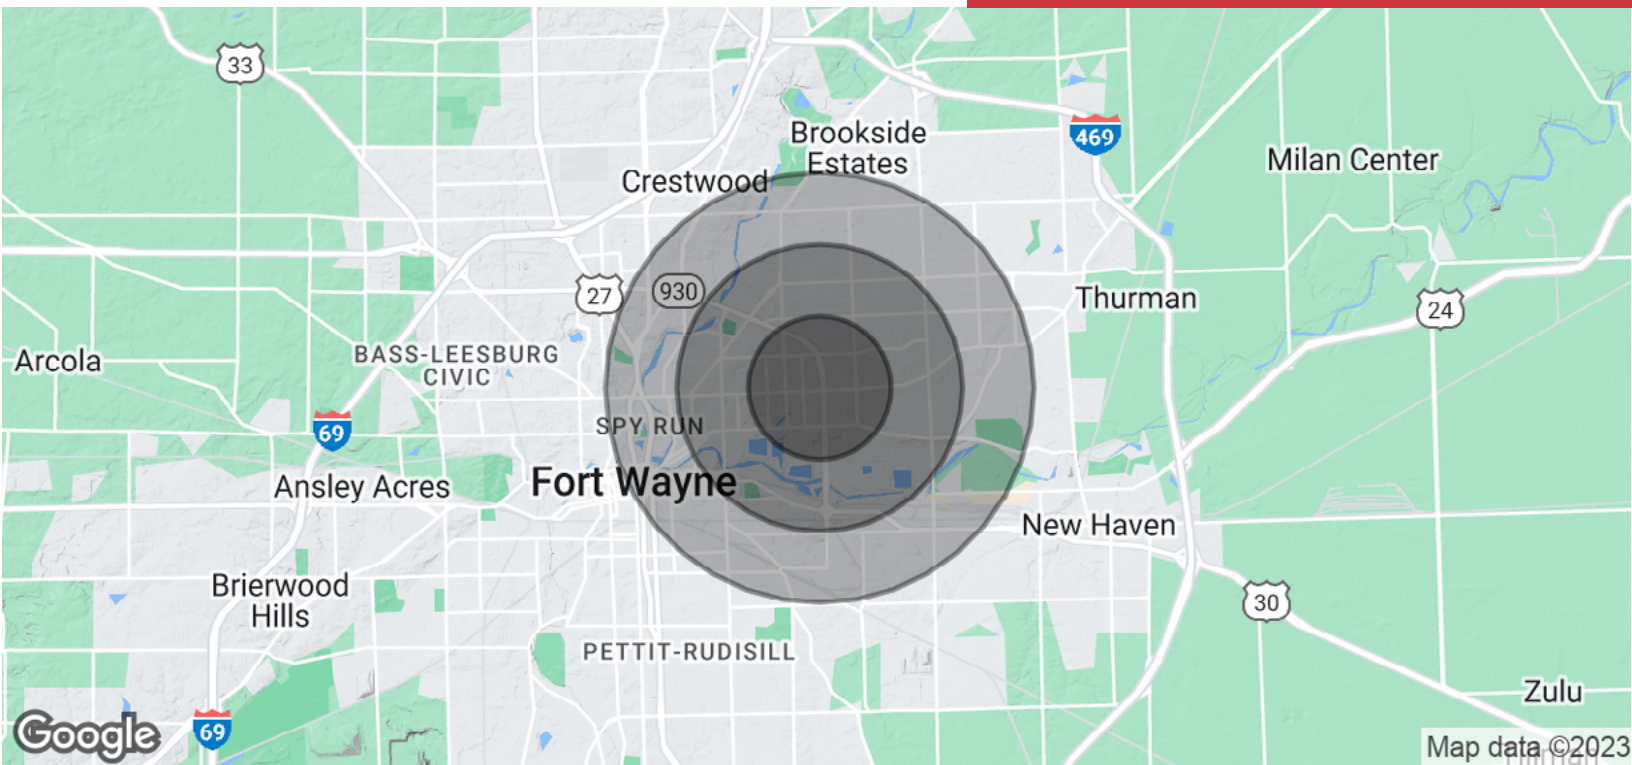 33
Brookside
Estates
469
Milan Center
Crestwood
27
930
Thurman
24
Arcola
BASS-LEESBURG
CIVIC
69
SPY RUN
Fort Wayne
Ansley Acres
New Haven
Brierwood
Hills
30
PETTIT-RUDISILL
Zulu
69
Google
Map data ©2023